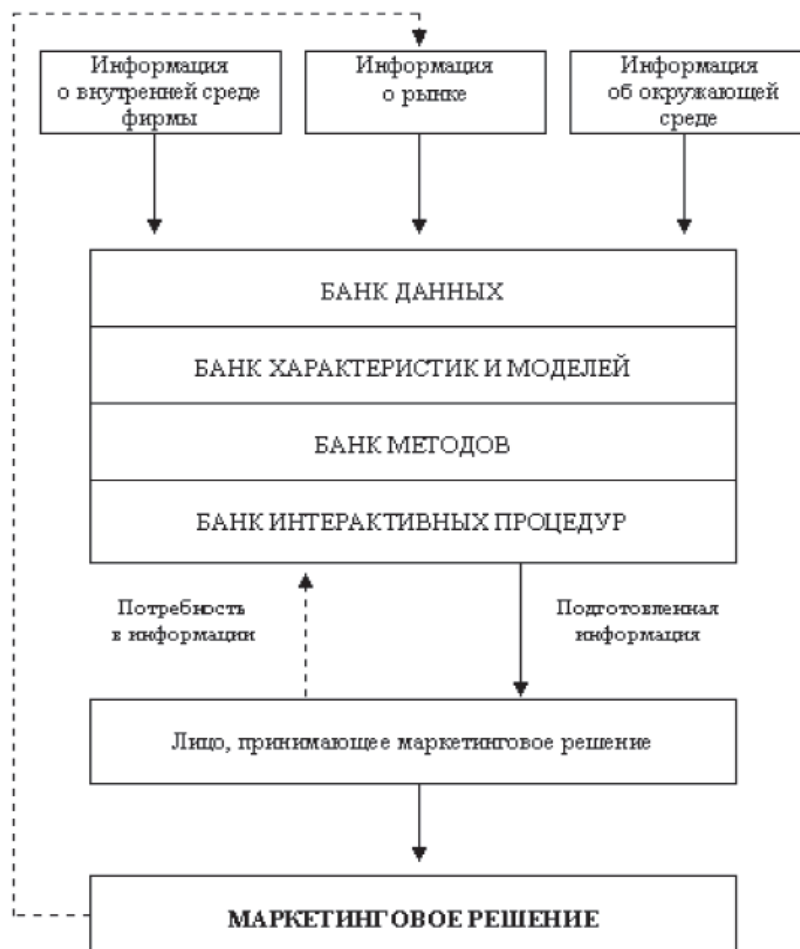 Информация
о внутренней среде
фирмы
Информация
о рынке
Информация
об окружающей
среде
БАНК ДАННЫХ
БАНК ХАРАКТЕРИСТИК И МОДЕЛЕЙ
БАНК МЕТОДОВ
БАНК ИНТЕРАКТИВНЫХ ПРОЦЕДУР
Потребность
в информации
Подготовленная
информация
Лицо, принимающее маркетинговое решение
МАРКЕТИНГОВОЕ РЕШЕНИЕ